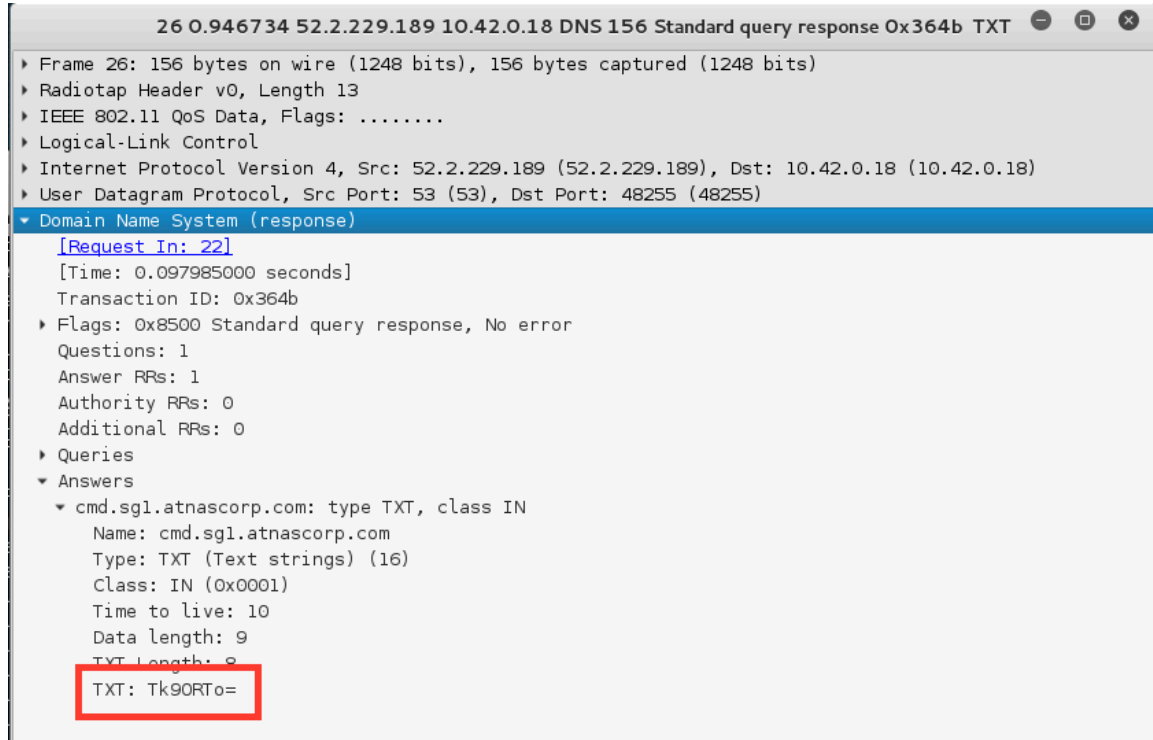 26 0.946734 52.2.229.189 10.42.0.18 DNS 156 Standard query response 0x364b TXT
Frame 26: 156 bytes on wire (1248 bits), 156 bytes captured (1248 bits)
Radiotap Header v0, Length 13
IEEE 802.11 QoS Data, Flags: ........
Logical-Link Control
Internet Protocol Version 4, Src: 52.2.229.189 (52.2.229.189), Dst: 10.42.0.18 (10.42.0.18)
User Datagram Protocol, Src Port: 53 (53), Dst Port: 48255 (48255)
Domain Name System (response)
[Request In: 22]
[Time: 0.097985000 seconds]
Transaction ID: 0x364b
Flags: 0x8500 Standard query response, No error
Questions: 1
Answer RRs: 1
Authority RRs: 0
Additional RRs: 0
Queries
Answers
cmd.sg1.atnascorp.com: type TXT, class IN
Name: cmd.sg1.atnascorp.com
Type: TXT (Text strings) (16)
Class: IN (0x0001)
Time to live: 10
Data length: 9
TXT Length: 8
TXT: Tk9ORTo=